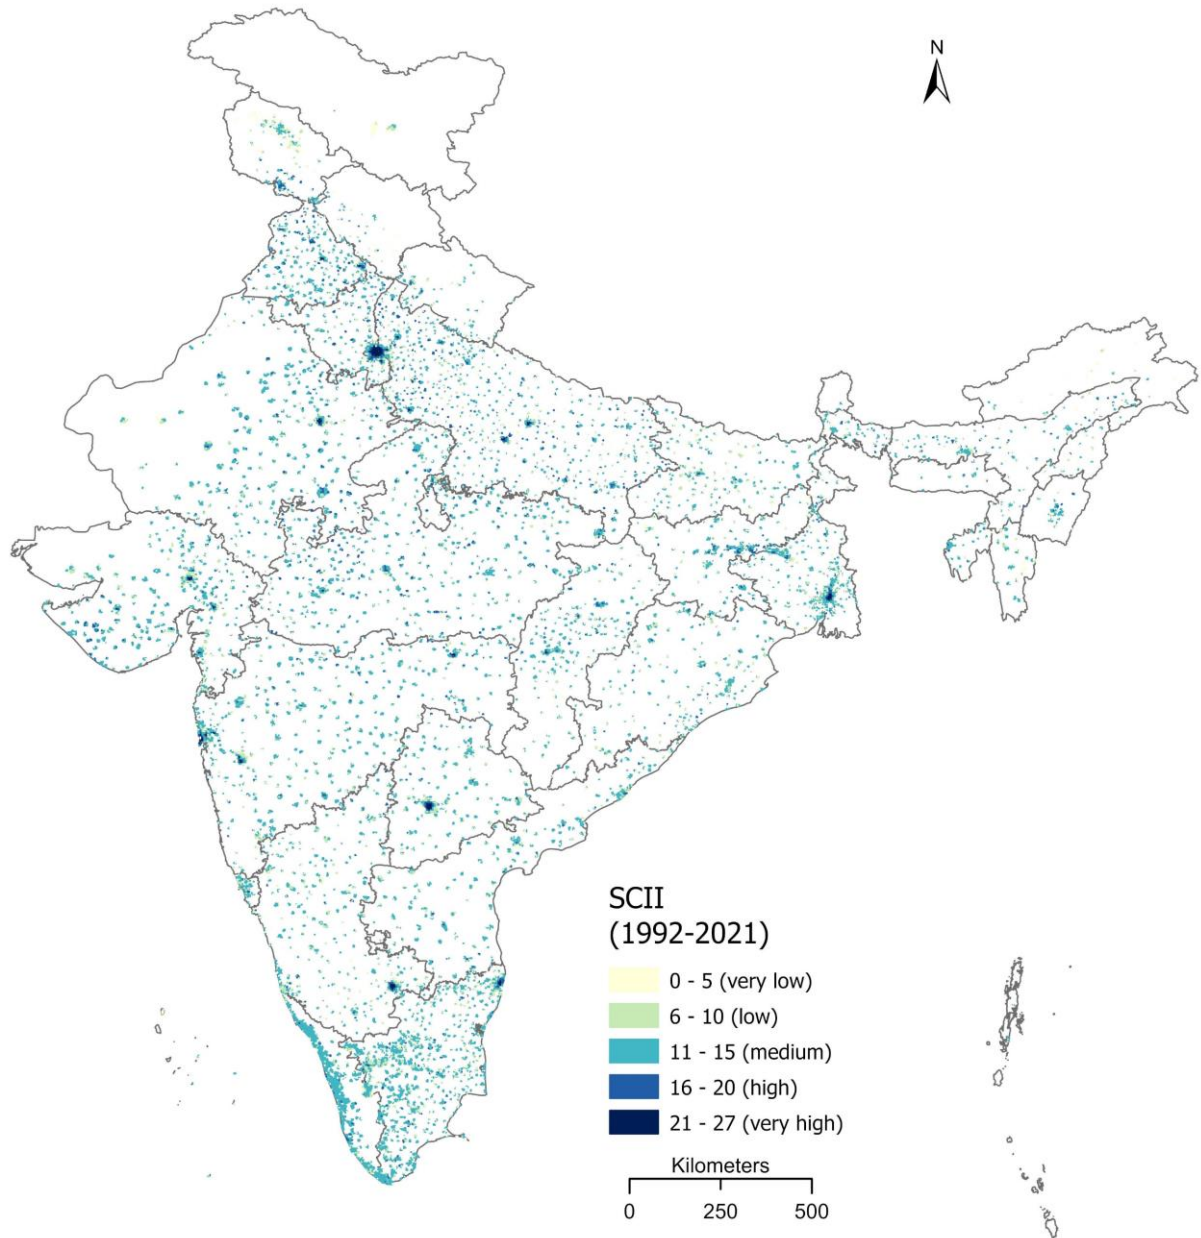 N
SCII
(1992-2021)
0 - 5 (very low)
6 - 10 (low)
11 - 15 (medium)
16 - 20 (high)
21 - 27 (very high)
Kilometers
0 250 500